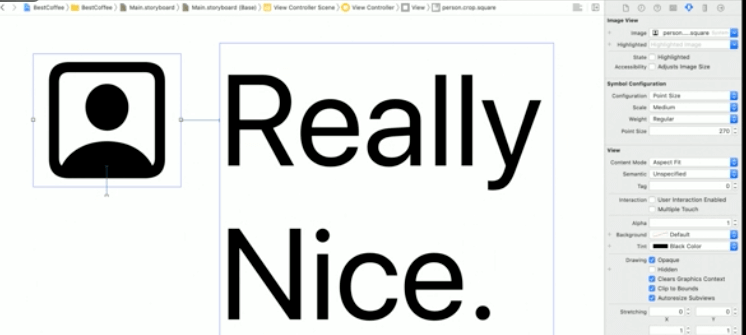 BestCoffee
BestCoffee
Main.storyboard
Main.storyboard (Base)
View Controller Scene
View Controller
View
person.crop.square
Really
Nice.
Image View
Image person....square
Highlighted Highlighted Image
State Highlighted
Accessibility Adjusts Image Size
Symbol Configuration
Configuration Point Size
Scale Medium
Weight Regular
Point Size 270
View
Content Mode Aspect Fit
Semantic Unspecified
Tag 0
Interaction User Interaction Enabled
Multiple Touch
Alpha 1
Background Default
Tint Black Color
Drawing Opaque
Hidden
Clears Graphics Context
Clip to Bounds
Autoresize Subviews
Stretching 0 0
X Y
1 1